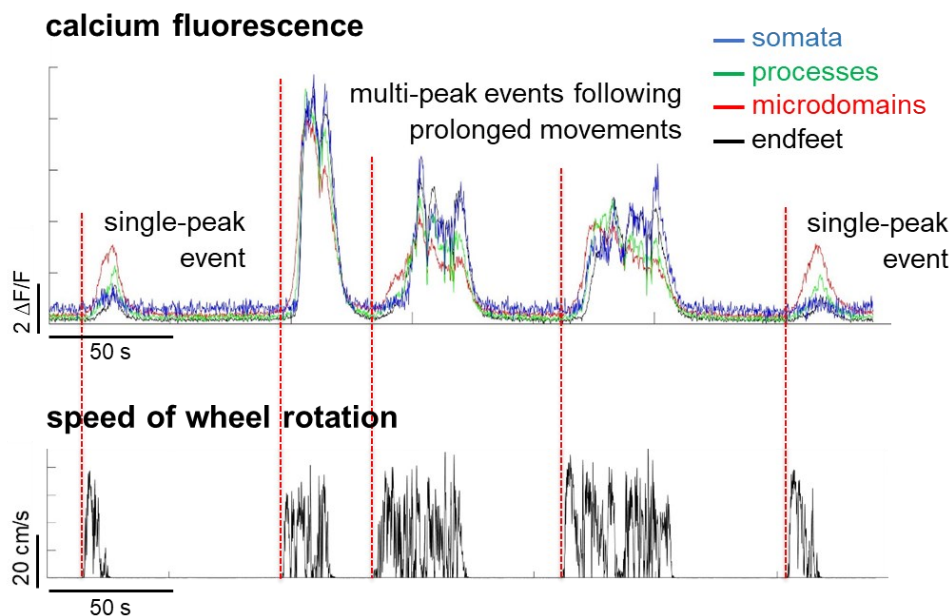 calcium fluorescence
somata
processes
microdomains
endfeet
multi-peak events following
prolonged movements
single-peak
event
single-peak
event
2 ΔF/F
50 s
speed of wheel rotation
20 cm/s
50 s